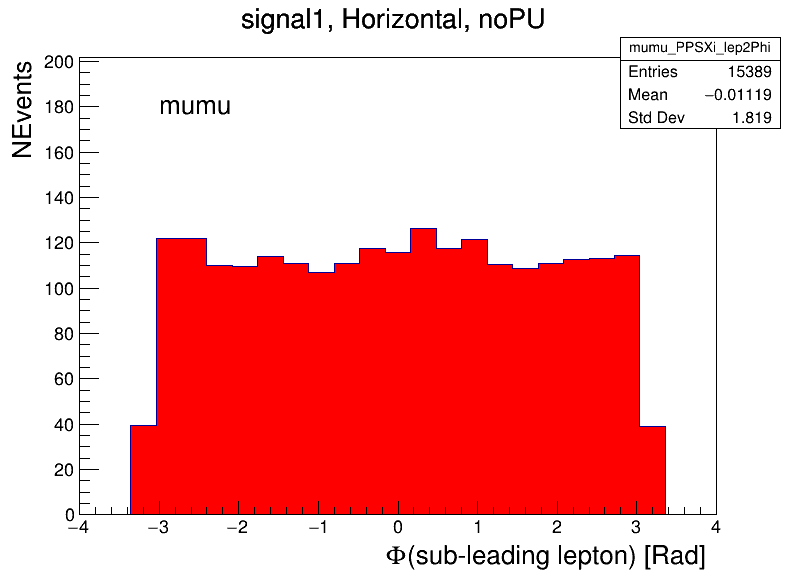 signal1, Horizontal, noPU
mumu_PPSXi_lep2Phi
Entries 15389
Mean −0.01119
Std Dev 1.819
NEvents
mumu
200
180
160
140
120
100
80
60
40
20
0
−4 −3 −2 −1 0 1 2 3 4
Φ(sub-leading lepton) [Rad]